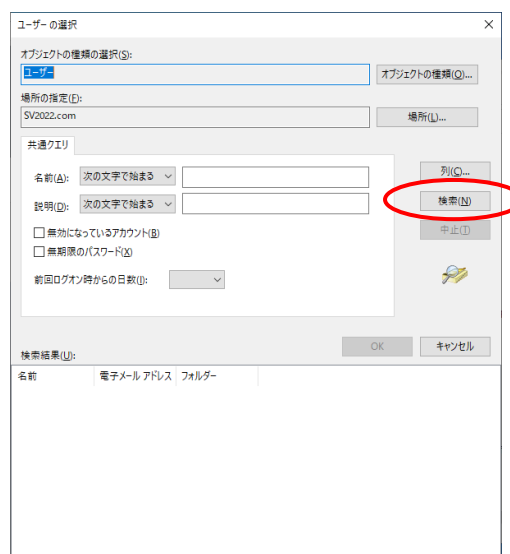 ユーザー の選択
オブジェクトの種類の選択(S):
ユーザー
オブジェクトの種類(O)...
場所の指定(F):
SV2022.com
場所(L)...
共通クエリ
列(C)...
名前(A): 次の文字で始まる
検索(N)
説明(D): 次の文字で始まる
中止(T)
無効になっているアカウント(B)
無期限のパスワード(X)
前回ログオン時からの日数(I):
OK キャンセル
検索結果(U):
名前 電子メール アドレス フォルダー